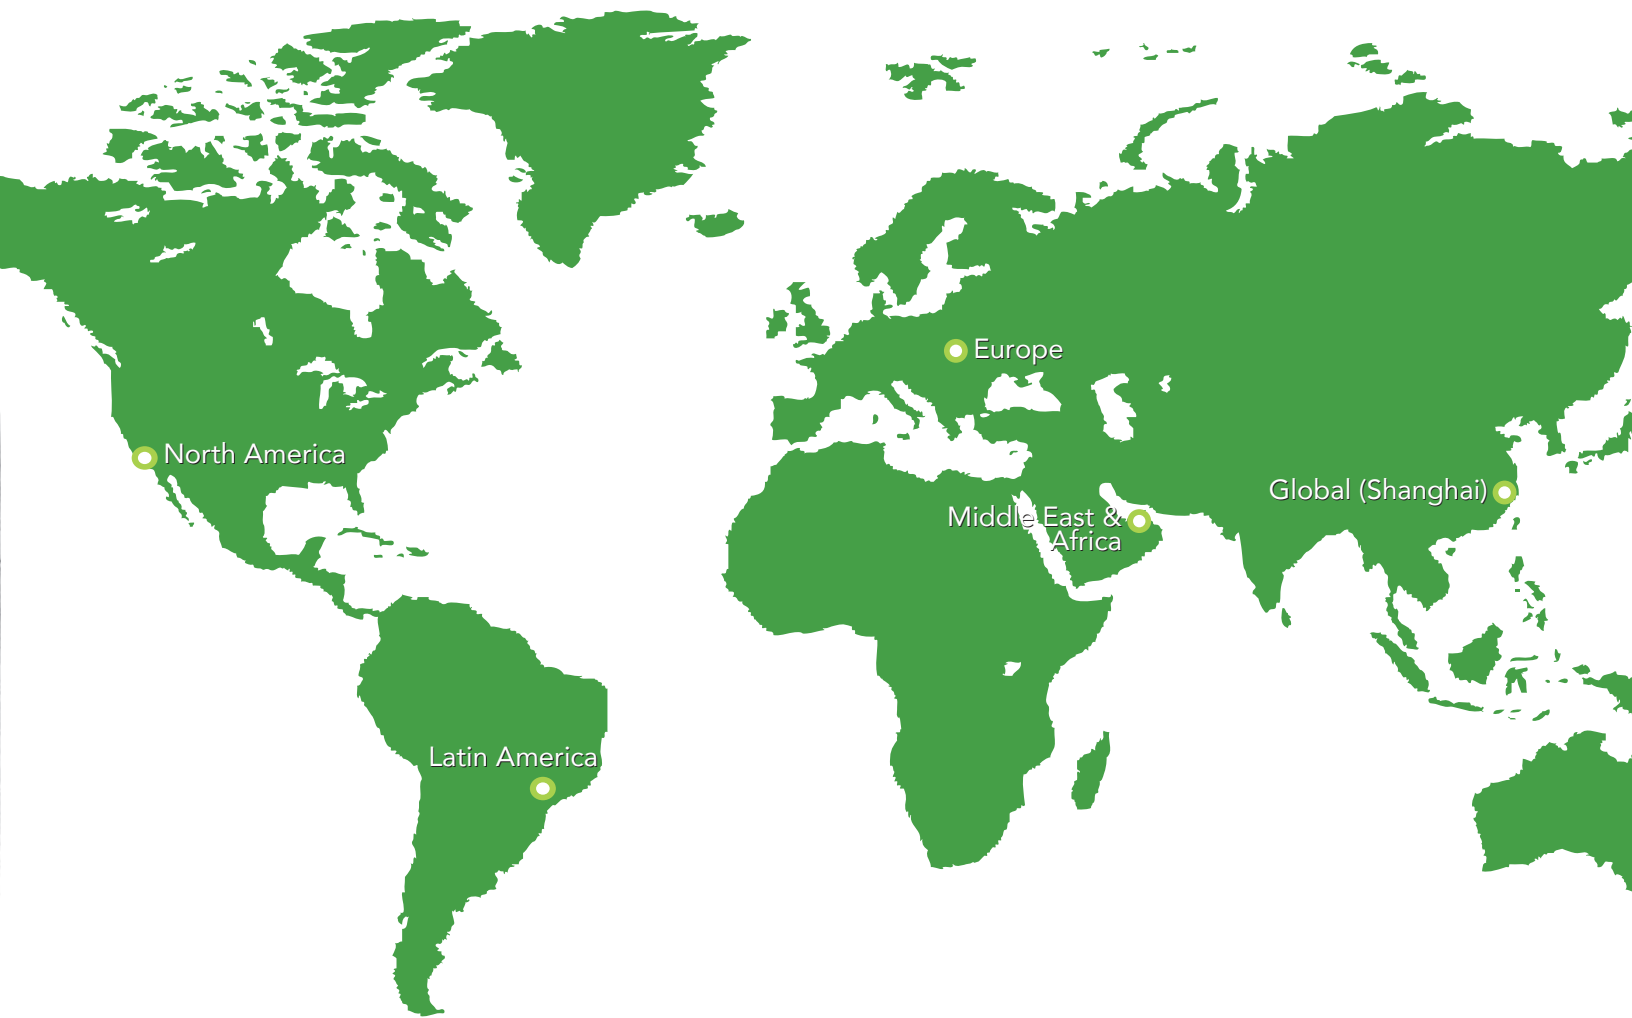 Europe
North America
Global (Shanghai)
Middle East &
Africa
Latin America